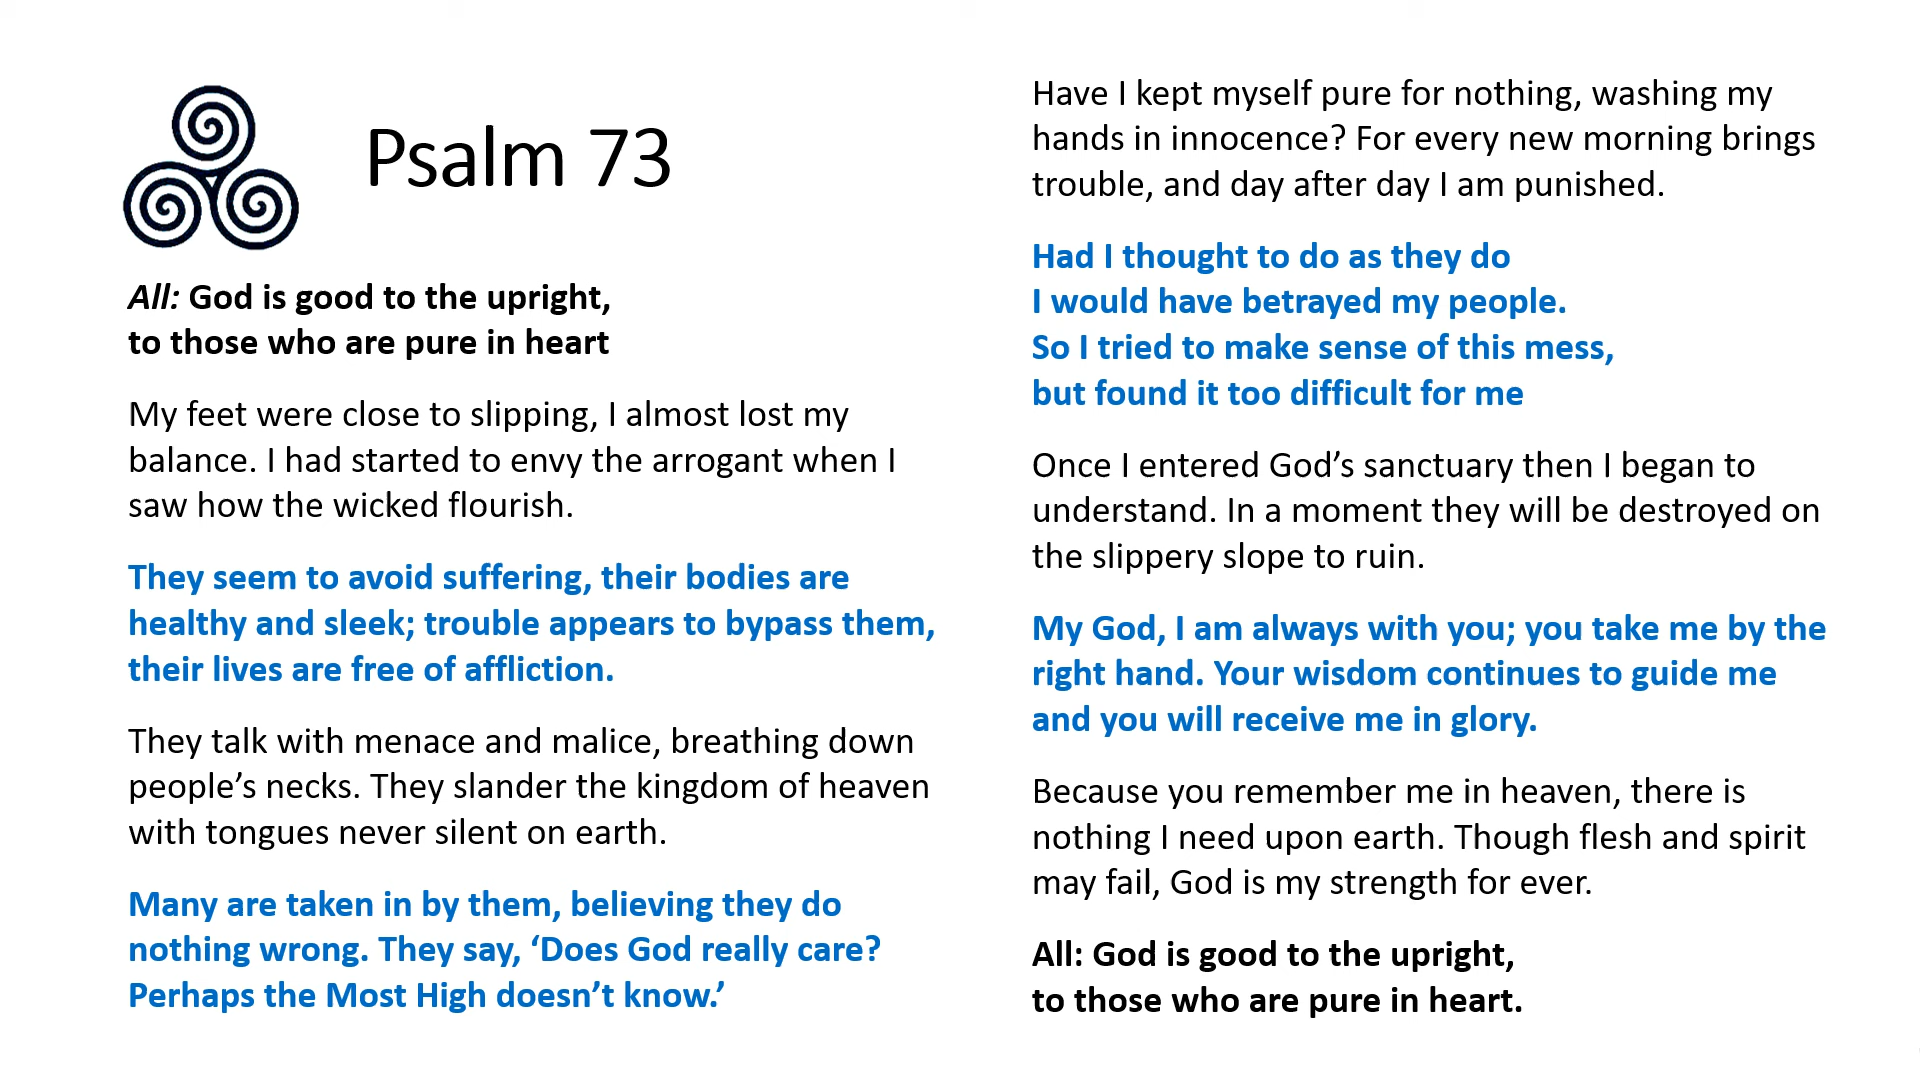 Psalm 73
All: God is good to the upright,
to those who are pure in heart
My feet were close to slipping, I almost lost my
balance. I had started to envy the arrogant when I
saw how the wicked flourish.
They seem to avoid suffering, their bodies are
healthy and sleek; trouble appears to bypass them,
their lives are free of affliction.
They talk with menace and malice, breathing down
people’s necks. They slander the kingdom of heaven
with tongues never silent on earth.
Many are taken in by them, believing they do
nothing wrong. They say, ‘Does God really care?
Perhaps the Most High doesn’t know.’
Have I kept myself pure for nothing, washing my
hands in innocence? For every new morning brings
trouble, and day after day I am punished.
Had I thought to do as they do
I would have betrayed my people.
So I tried to make sense of this mess,
but found it too difficult for me
Once I entered God’s sanctuary then I began to
understand. In a moment they will be destroyed on
the slippery slope to ruin.
My God, I am always with you; you take me by the
right hand. Your wisdom continues to guide me
and you will receive me in glory.
Because you remember me in heaven, there is
nothing I need upon earth. Though flesh and spirit
may fail, God is my strength for ever.
All: God is good to the upright,
to those who are pure in heart.